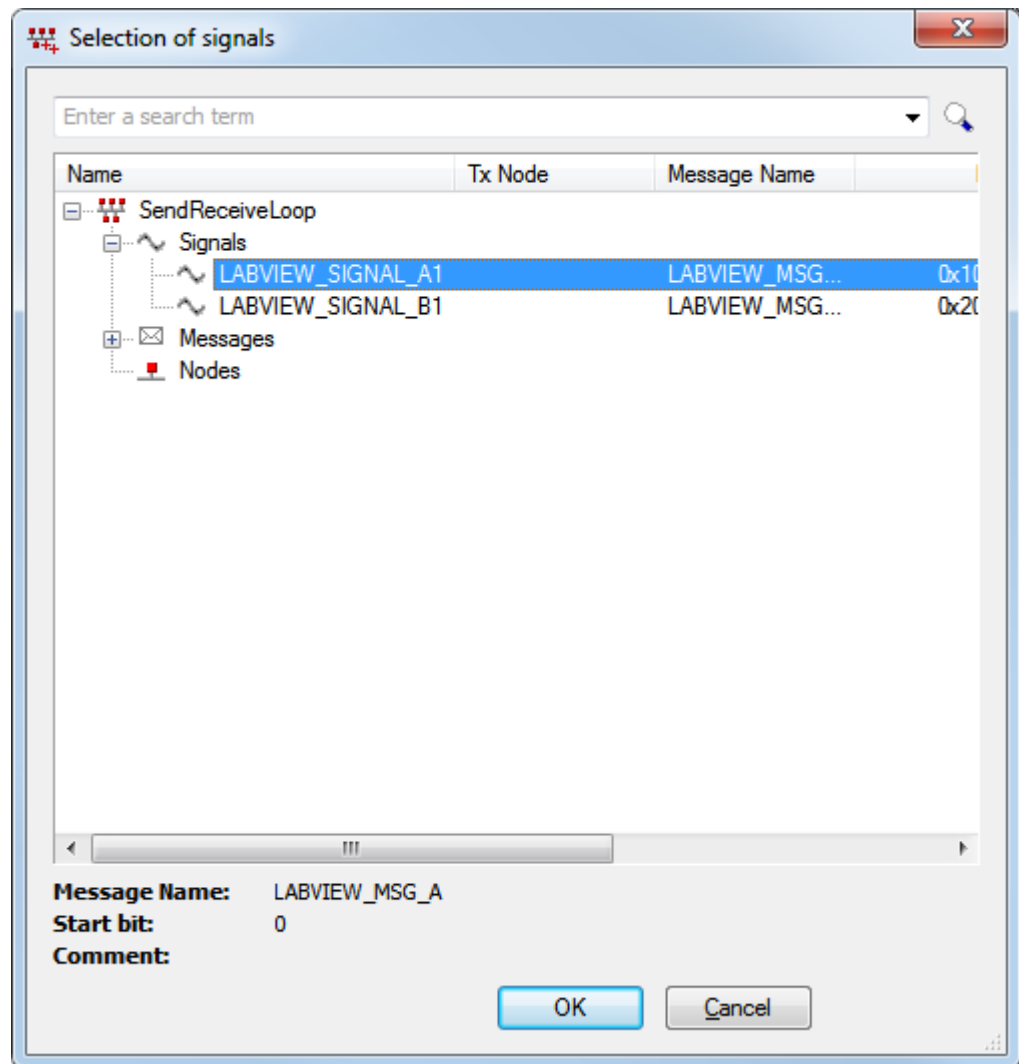 Selection of signals
Enter a search term
Name Tx Node Message Name
SendReceiveLoop
Signals
LABVIEW_SIGNAL_A1 LABVIEW_MSG... 0x10
LABVIEW_SIGNAL_B1 LABVIEW_MSG... 0x20
Messages
Nodes
Message Name: LABVIEW_MSG_A
Start bit: 0
Comment:
OK Cancel